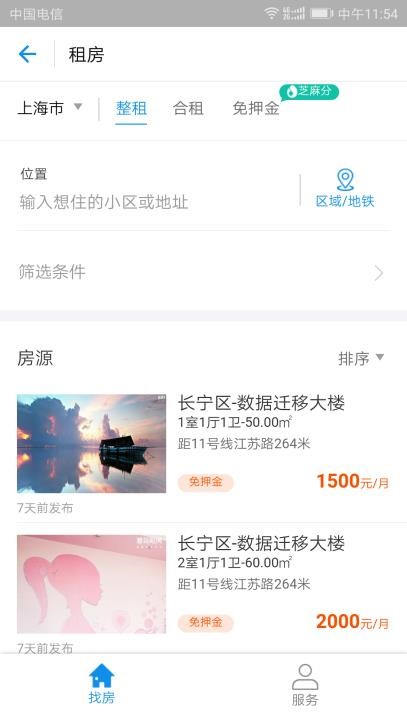 中国电信
中午11:54
租房
芝麻分
上海市 整租 合租 免押金
位置
输入想住的小区或地址
区域/地铁
筛选条件
房源
排序
长宁区-数据迁移大楼
1室1厅1卫-50.00㎡
距11号线江苏路264米
免押金
1500元/月
7天前发布
长宁区-数据迁移大楼
2室1厅1卫-60.00㎡
距11号线江苏路264米
免押金
2000元/月
7天前发布
找房
服务